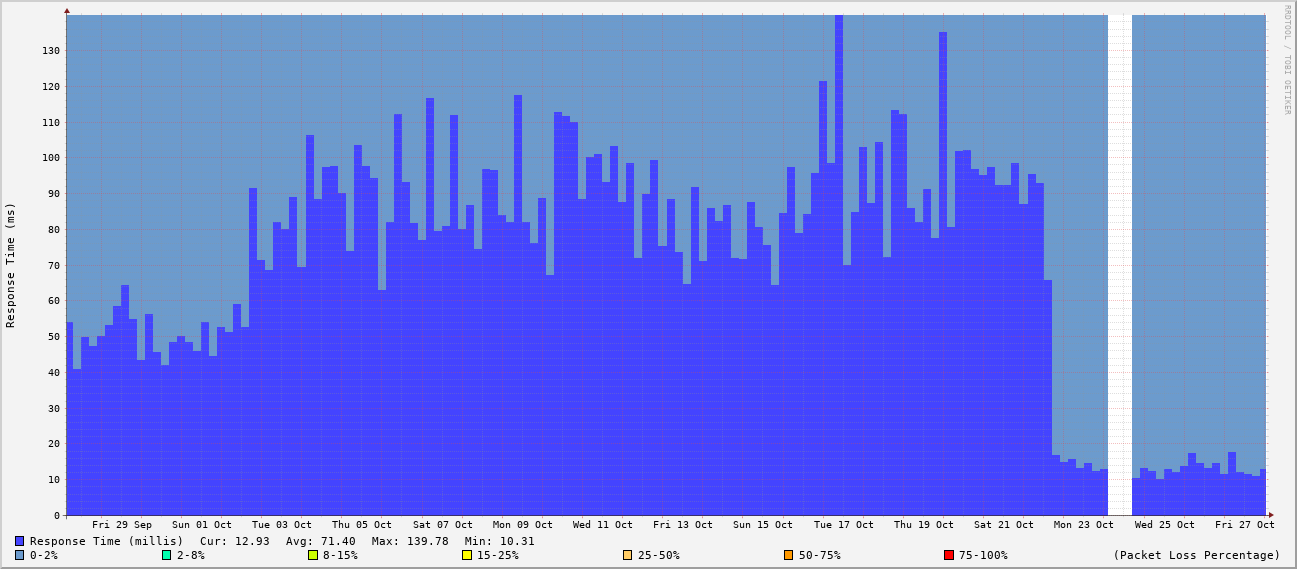 RRDTOOL / TOBI OETIKER
Response Time (ms)
130
120
110
100
90
80
70
60
50
40
30
20
10
0
Fri 29 Sep Sun 01 Oct Tue 03 Oct Thu 05 Oct Sat 07 Oct Mon 09 Oct Wed 11 Oct Fri 13 Oct Sun 15 Oct Tue 17 Oct Thu 19 Oct Sat 21 Oct Mon 23 Oct Wed 25 Oct Fri 27 Oct
Response Time (millis) Cur: 12.93 Avg: 71.40 Max: 139.78 Min: 10.31
0-2% 2-8% 8-15% 15-25% 25-50% 50-75% 75-100% (Packet Loss Percentage)